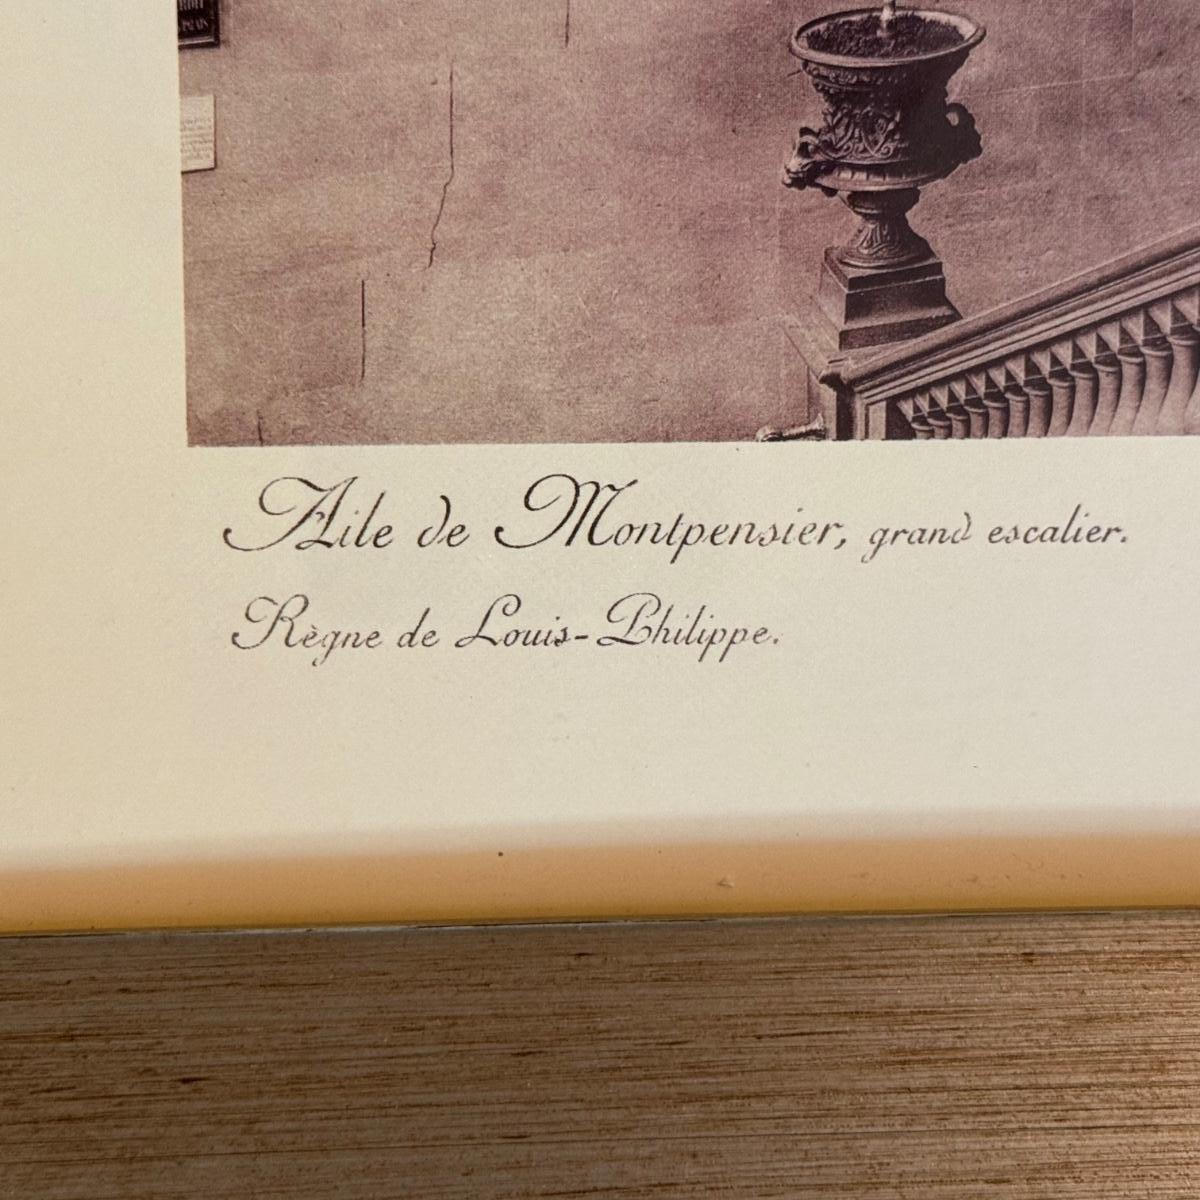 Aile de Montpensier, grand escalier.
Règne de Louis-Philippe.